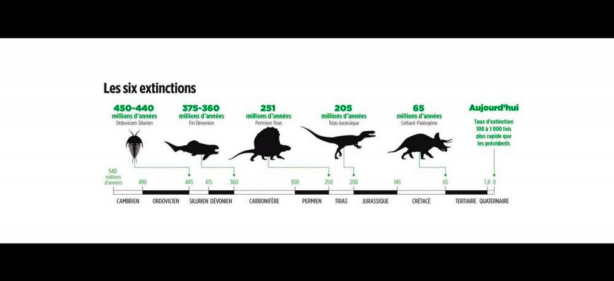 Les six extinctions
450-440
millions d'années
Ordovicien-Silurien
375-360
millions d'années
Fin Dévonien
251
millions d'années
Permien-Trias
205
millions d'années
Trias-Jurassique
65
millions d'années
Crétacé-Paléogène
Aujourd'hui
Taux d'extinction
100 à 1 000 fois
plus rapide que
les précédents
540
millions
d'années
490
445
415
360
300
250
200
145
65
1,8
0
CAMBRIEN
ORDOVICIEN
SILURIEN
DÉVONIEN
CARBONIFÈRE
PERMIEN
TRIAS
JURASSIQUE
CRÉTACÉ
TERTIAIRE
QUATERNAIRE